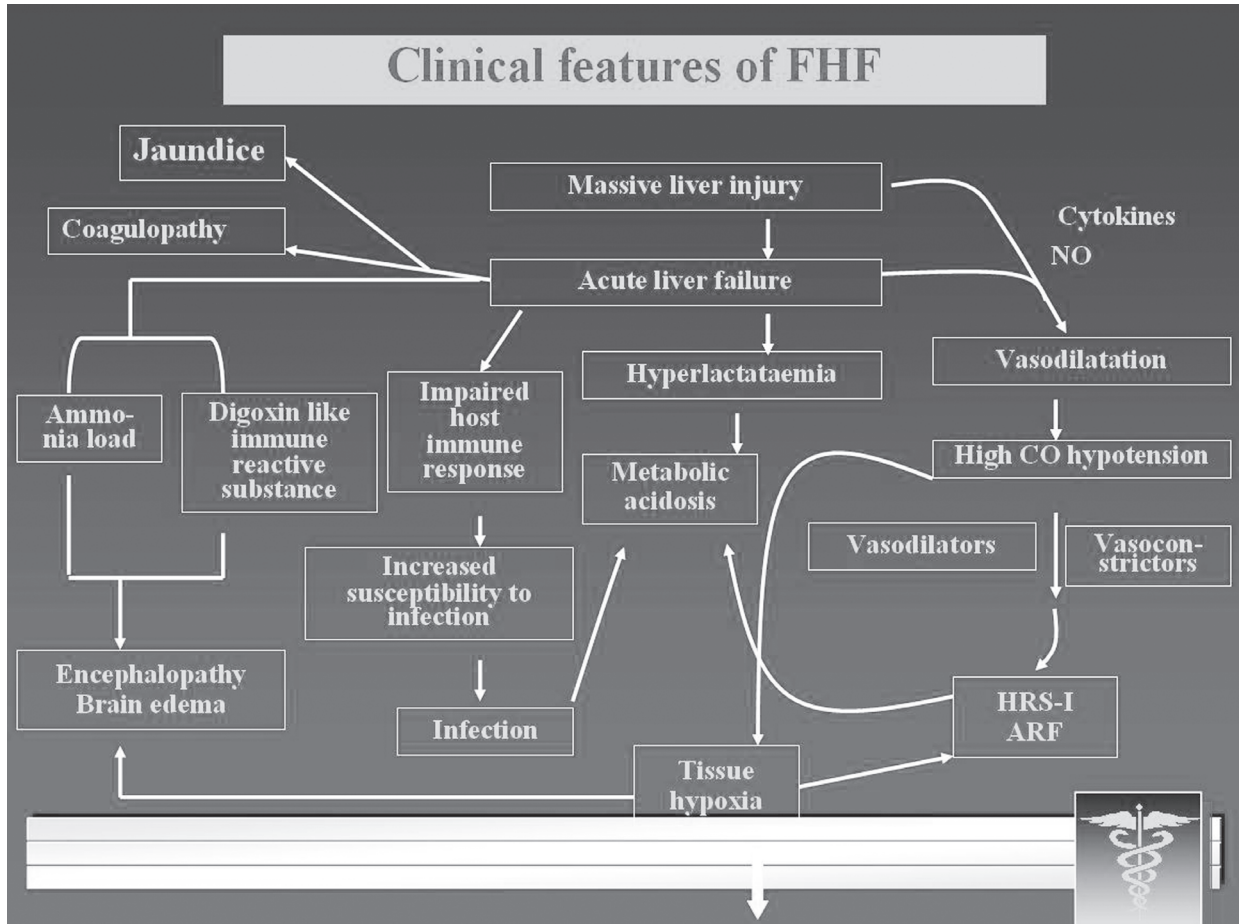 Clinical features of FHF
Jaundice
Massive liver injury
Cytokines
Coagulopathy
NO
Acute liver failure
Vasodilatation
Hyperlactataemia
Ammo-
nia load
Digoxin like
immune
reactive
substance
Impaired
host
immune
response
High CO hypotension
Metabolic
acidosis
Vasodilators
Vasocon-
strictors
Increased
susceptibility to
infection
Encephalopathy
Brain edema
HRS-I
ARF
Infection
Tissue
hypoxia